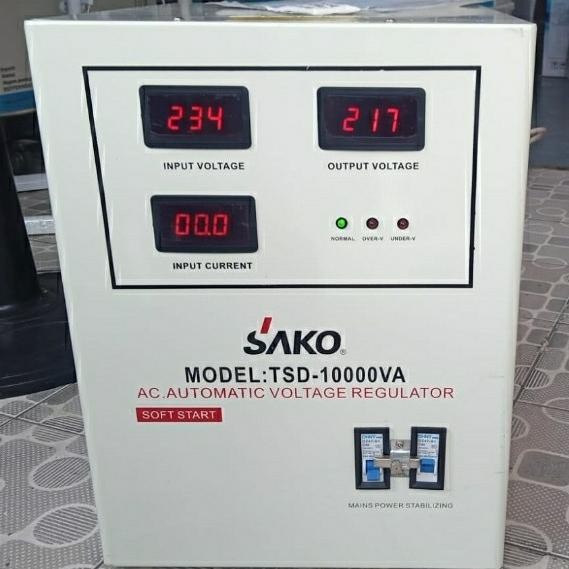 234
217
INPUT VOLTAGE
OUTPUT VOLTAGE
00.0
NORMAL OVER-V UNDER-V
INPUT CURRENT
SAKO®
MODEL:TSD-10000VA
AC.AUTOMATIC VOLTAGE REGULATOR
SOFT START
CHNT
MAINS POWER STABILIZING